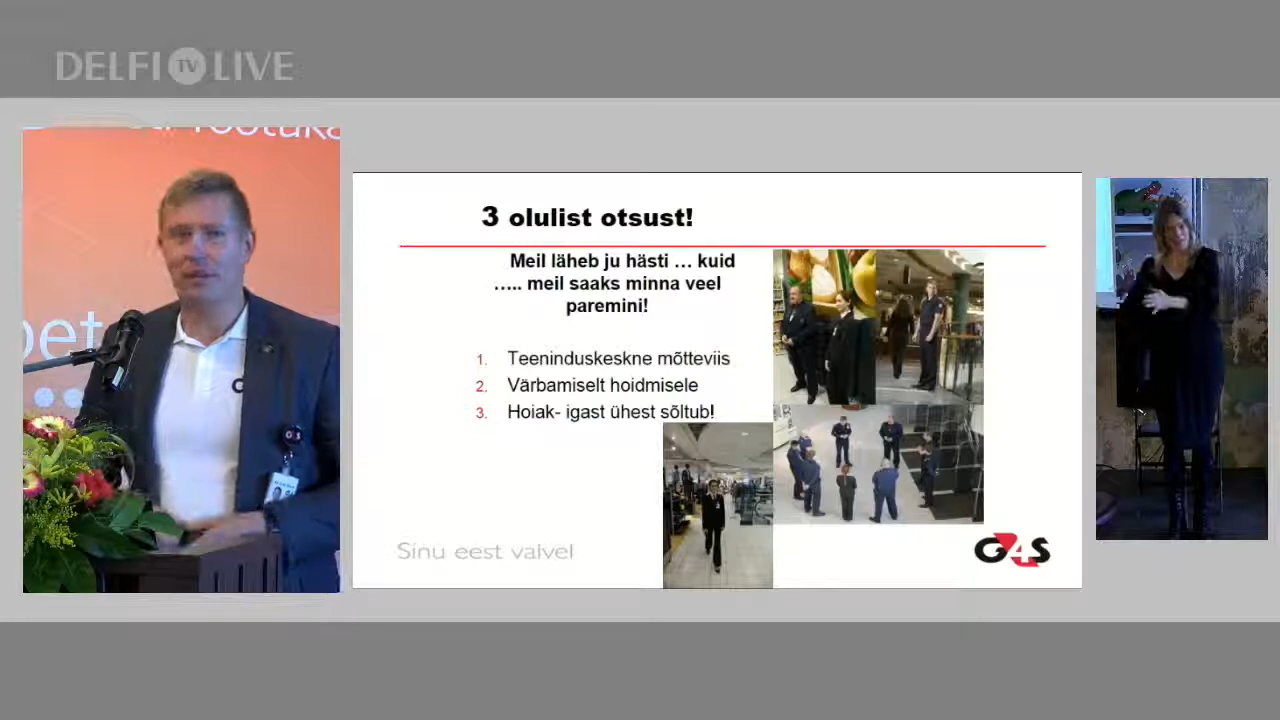 DELFI TV LIVE
3 olulist otsust!
Meil läheb ju hästi … kuid
….. meil saaks minna veel
paremini!
1. Teeninduskeskne mõtteviis
2. Värbamiselt hoidmisele
3. Hoiak- igast ühest sõltub!
Sinu eest valvel
G4S